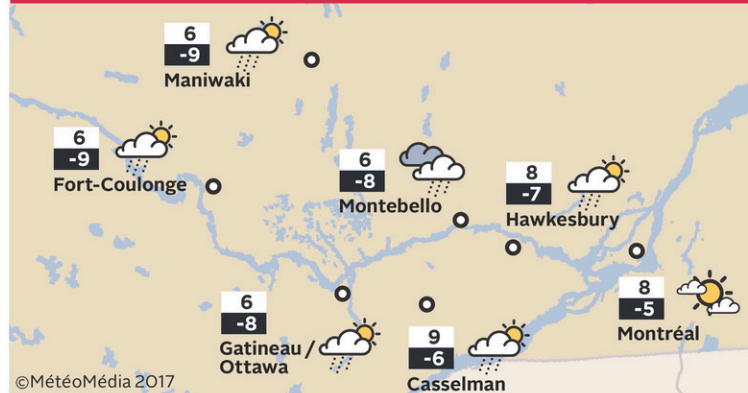 6
-9
Maniwaki
6
-9
Fort-Coulonge
6
-8
Montebello
8
-7
Hawkesbury
6
-8
Gatineau /
Ottawa
9
-6
Casselman
8
-5
Montréal
©MétéoMédia 2017